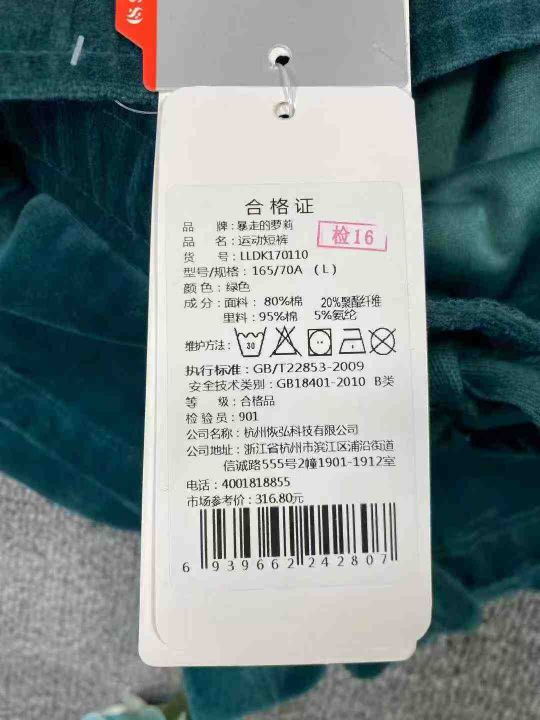 合格证
品 牌：暴走的萝莉
品 名：运动短裤
检16
货 号：LLDK170110
型号/规格：165/70A （L）
颜 色：绿色
成 分：面料： 80%棉 20%聚酯纤维
里料：95%棉 5%氨纶
维护方法： 30
执行标准：GB/T22853-2009
安全技术类别：GB18401-2010 B类
等 级：合格品
检 验 员：901
公司名称：杭州恢弘科技有限公司
公司地址：浙江省杭州市滨江区浦沿街道
信诚路555号2幢1901-1912室
电话：4001818855
市场参考价：316.80元
6 939662 242807